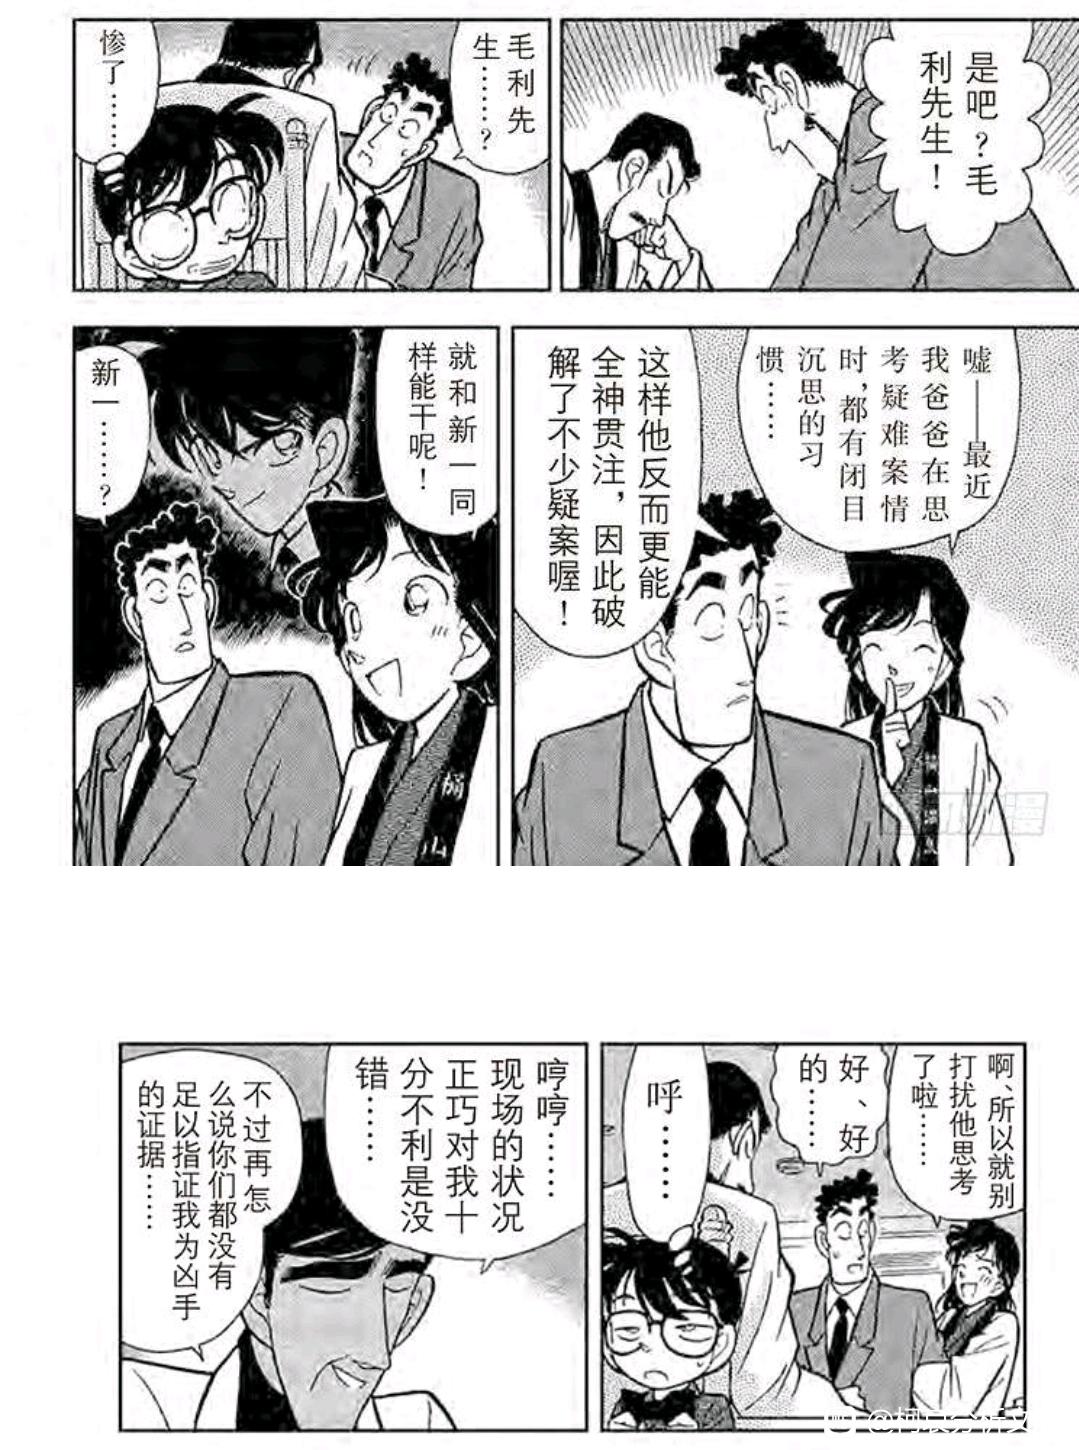 是吧？毛
利先生！
毛利先
生……？
惨了……
嘘——最近
我爸爸在思
考疑难案情
时，都有闭目
沉思的习
惯……
这样他反而更能
全神贯注，因此破
解了不少疑案喔！
就和新一同
样能干呢！
新一……？
啊、所以就别
打扰他思考
了啦……
好、好
的……
呼……
哼哼……
现场的状况
正巧对我十
分不利是没
错……
不过再怎
么说你们都没有
足以指证我为凶手
的证据……